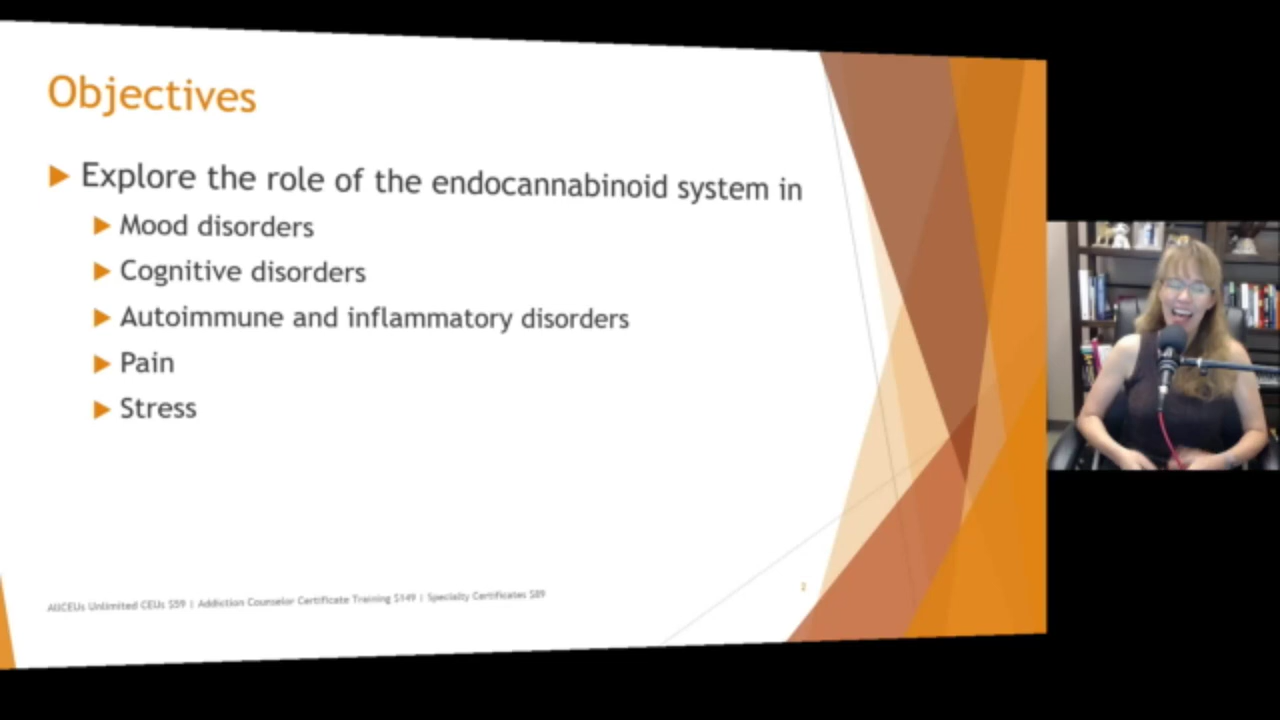 Objectives
Explore the role of the endocannabinoid system in
Mood disorders
Cognitive disorders
Autoimmune and inflammatory disorders
Pain
Stress
AllCEUs Unlimited CEUs $59 | Addiction Counselor Certificate Training $149 | Specialty Certificates $89
2